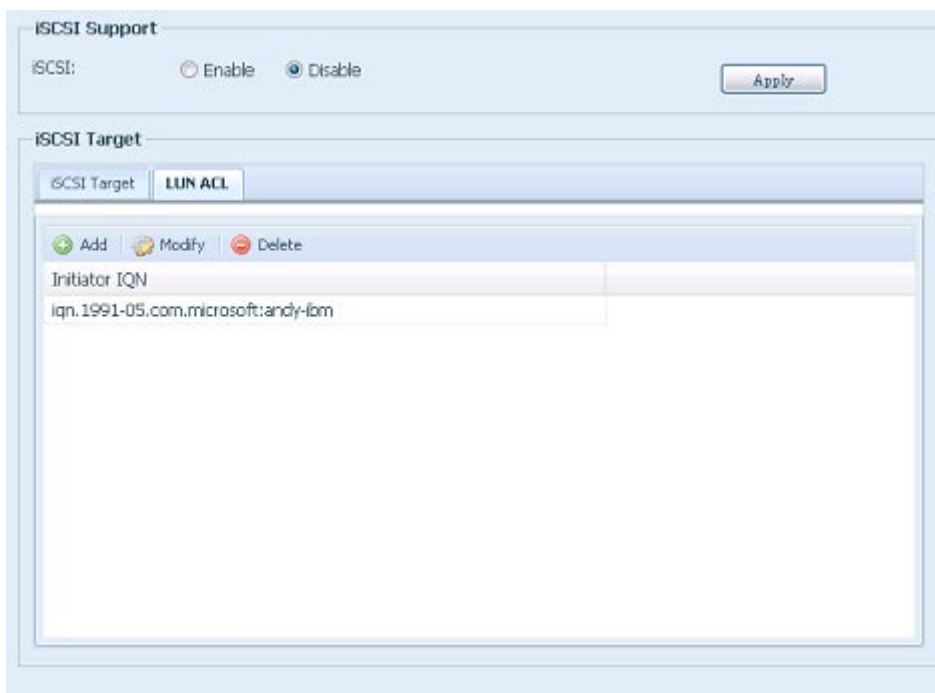 iSCSI Support
iSCSI: Enable Disable Apply
iSCSI Target
iSCSI Target LUN ACL
Add Modify Delete
Initiator IQN
iqn.1991-05.com.microsoft:andy-ibm